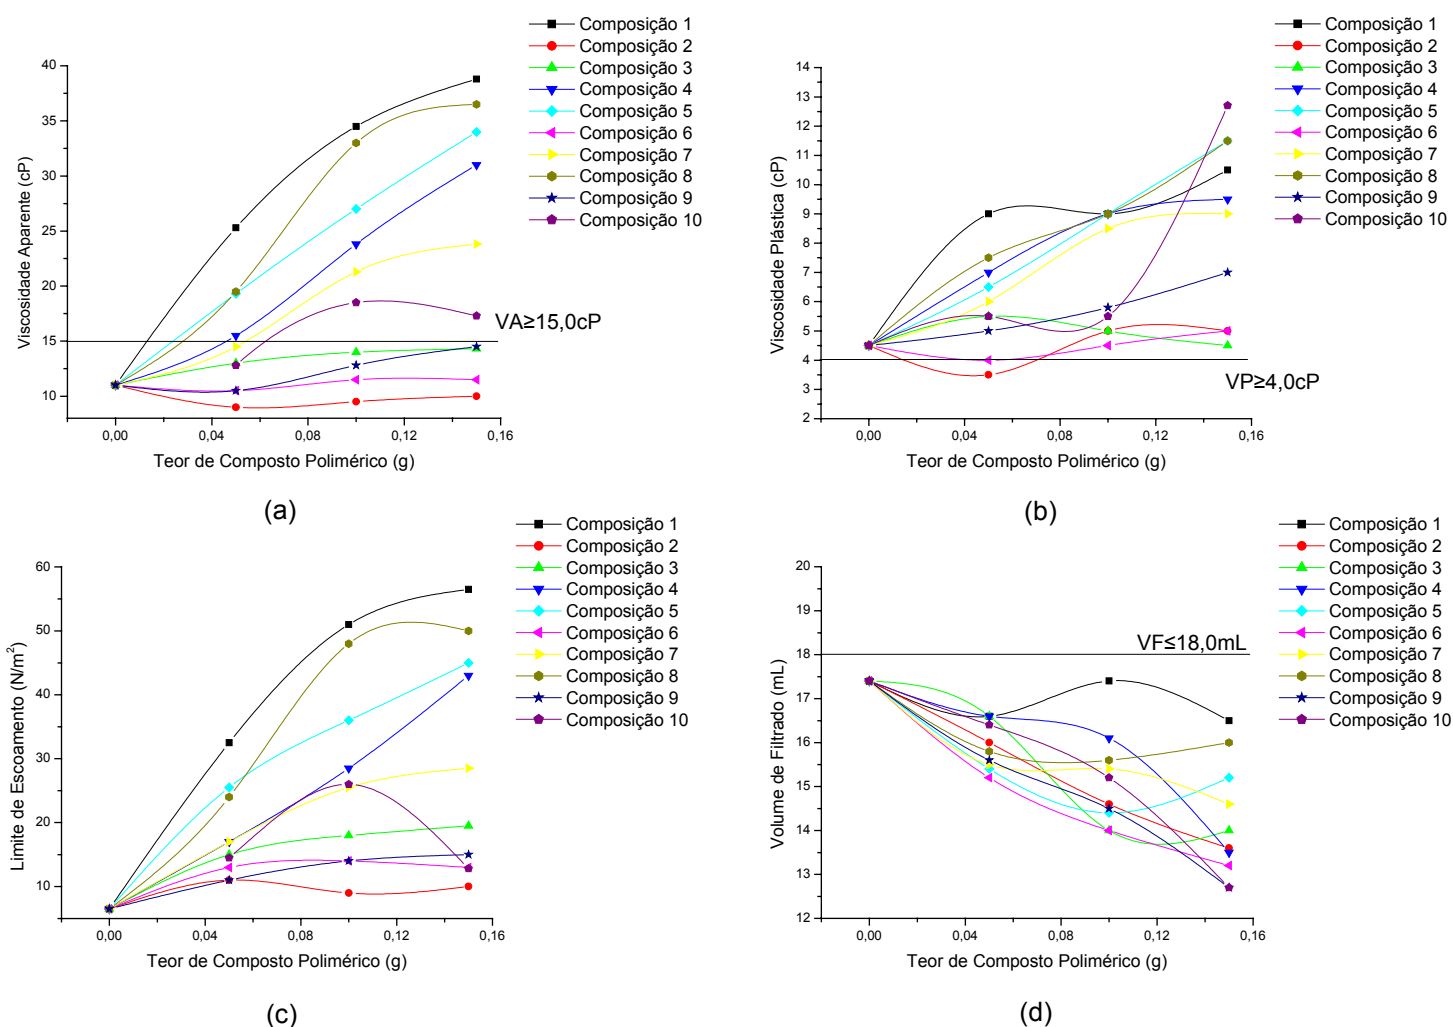 Composição 1
Composição 2
Composição 3
Composição 4
Composição 5
Composição 6
Composição 7
Composição 8
Composição 9
Composição 10
40
35
30
25
20
15
10
Viscosidade Aparente (cP)
VA≥15,0cP
0,00 0,04 0,08 0,12 0,16
Teor de Composto Polimérico (g)
(a)
Composição 1
Composição 2
Composição 3
Composição 4
Composição 5
Composição 6
Composição 7
Composição 8
Composição 9
Composição 10
14
13
12
11
10
9
8
7
6
5
4
3
2
Viscosidade Plástica (cP)
VP≥4,0cP
0,00 0,04 0,08 0,12 0,16
Teor de Composto Polimérico (g)
(b)
Composição 1
Composição 2
Composição 3
Composição 4
Composição 5
Composição 6
Composição 7
Composição 8
Composição 9
Composição 10
60
50
40
30
20
10
Limite de Escoamento (N/m²)
0,00 0,04 0,08 0,12 0,16
Teor de Composto Polimérico (g)
(c)
Composição 1
Composição 2
Composição 3
Composição 4
Composição 5
Composição 6
Composição 7
Composição 8
Composição 9
Composição 10
20
19
18
17
16
15
14
13
12
Volume de Filtrado (mL)
VF≤18,0mL
0,00 0,04 0,08 0,12 0,16
Teor de Composto Polimérico (g)
(d)